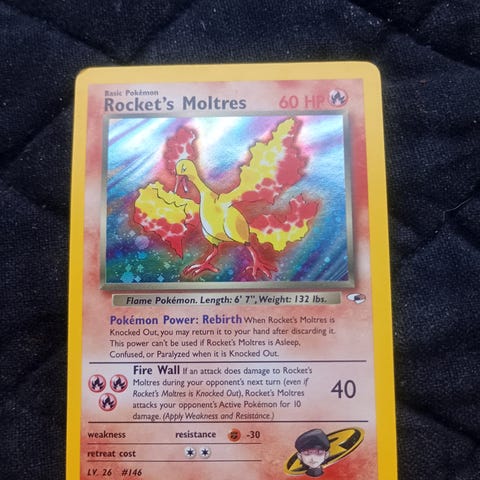 Basic Pokémon
Rocket's Moltres 60 HP
Flame Pokémon. Length: 6' 7", Weight: 132 lbs.
Pokémon Power: Rebirth When Rocket's Moltres is
Knocked Out, you may return it to your hand after discarding it.
This power can't be used if Rocket's Moltres is Asleep,
Confused, or Paralyzed when it is Knocked Out.
Fire Wall If an attack does damage to Rocket's
Moltres during your opponent's next turn (even if
Rocket's Moltres is Knocked Out), Rocket's Moltres
attacks your opponent's Active Pokémon for 10
damage. (Apply Weakness and Resistance.)
40
weakness resistance -30
retreat cost
LV. 26 #146